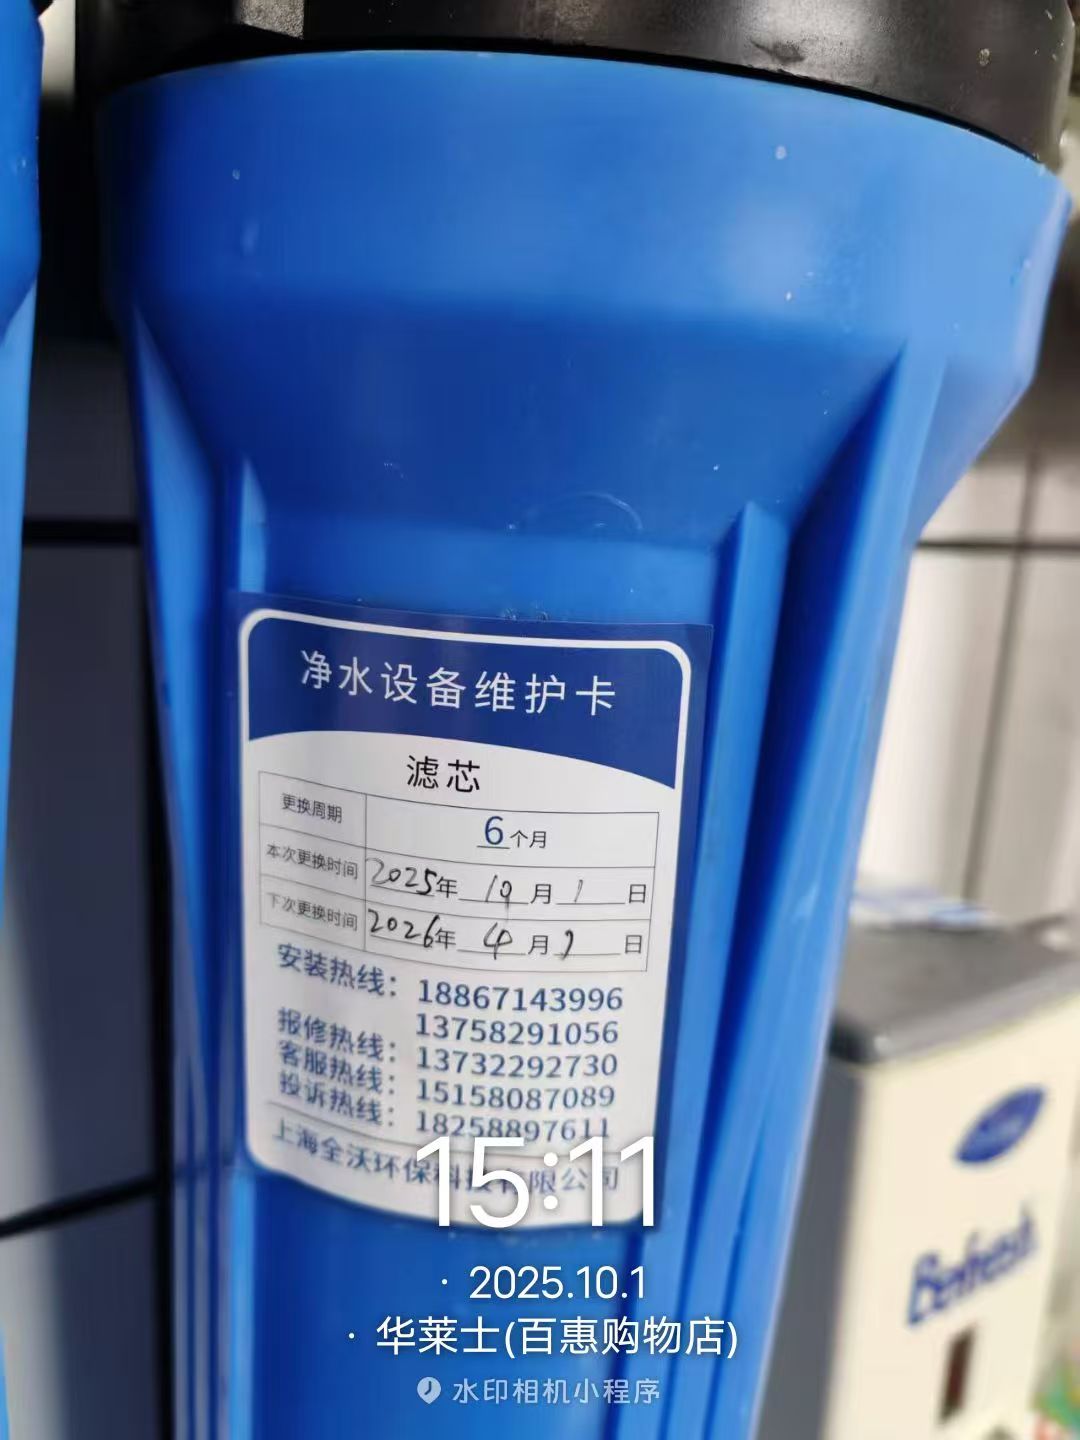 净水设备维护卡
滤芯
更换周期 6个月
本次更换时间 2025年 10月 1日
下次更换时间 2026年 4月 1日
安装热线: 18867143996
13758291056
报修热线: 13732292730
客服热线: 15158087089
投诉热线: 18258897611
上海全沃环保科技有限公司
15:11
· 2025.10.1
· 华莱士(百惠购物店)
水印相机小程序
Befresh